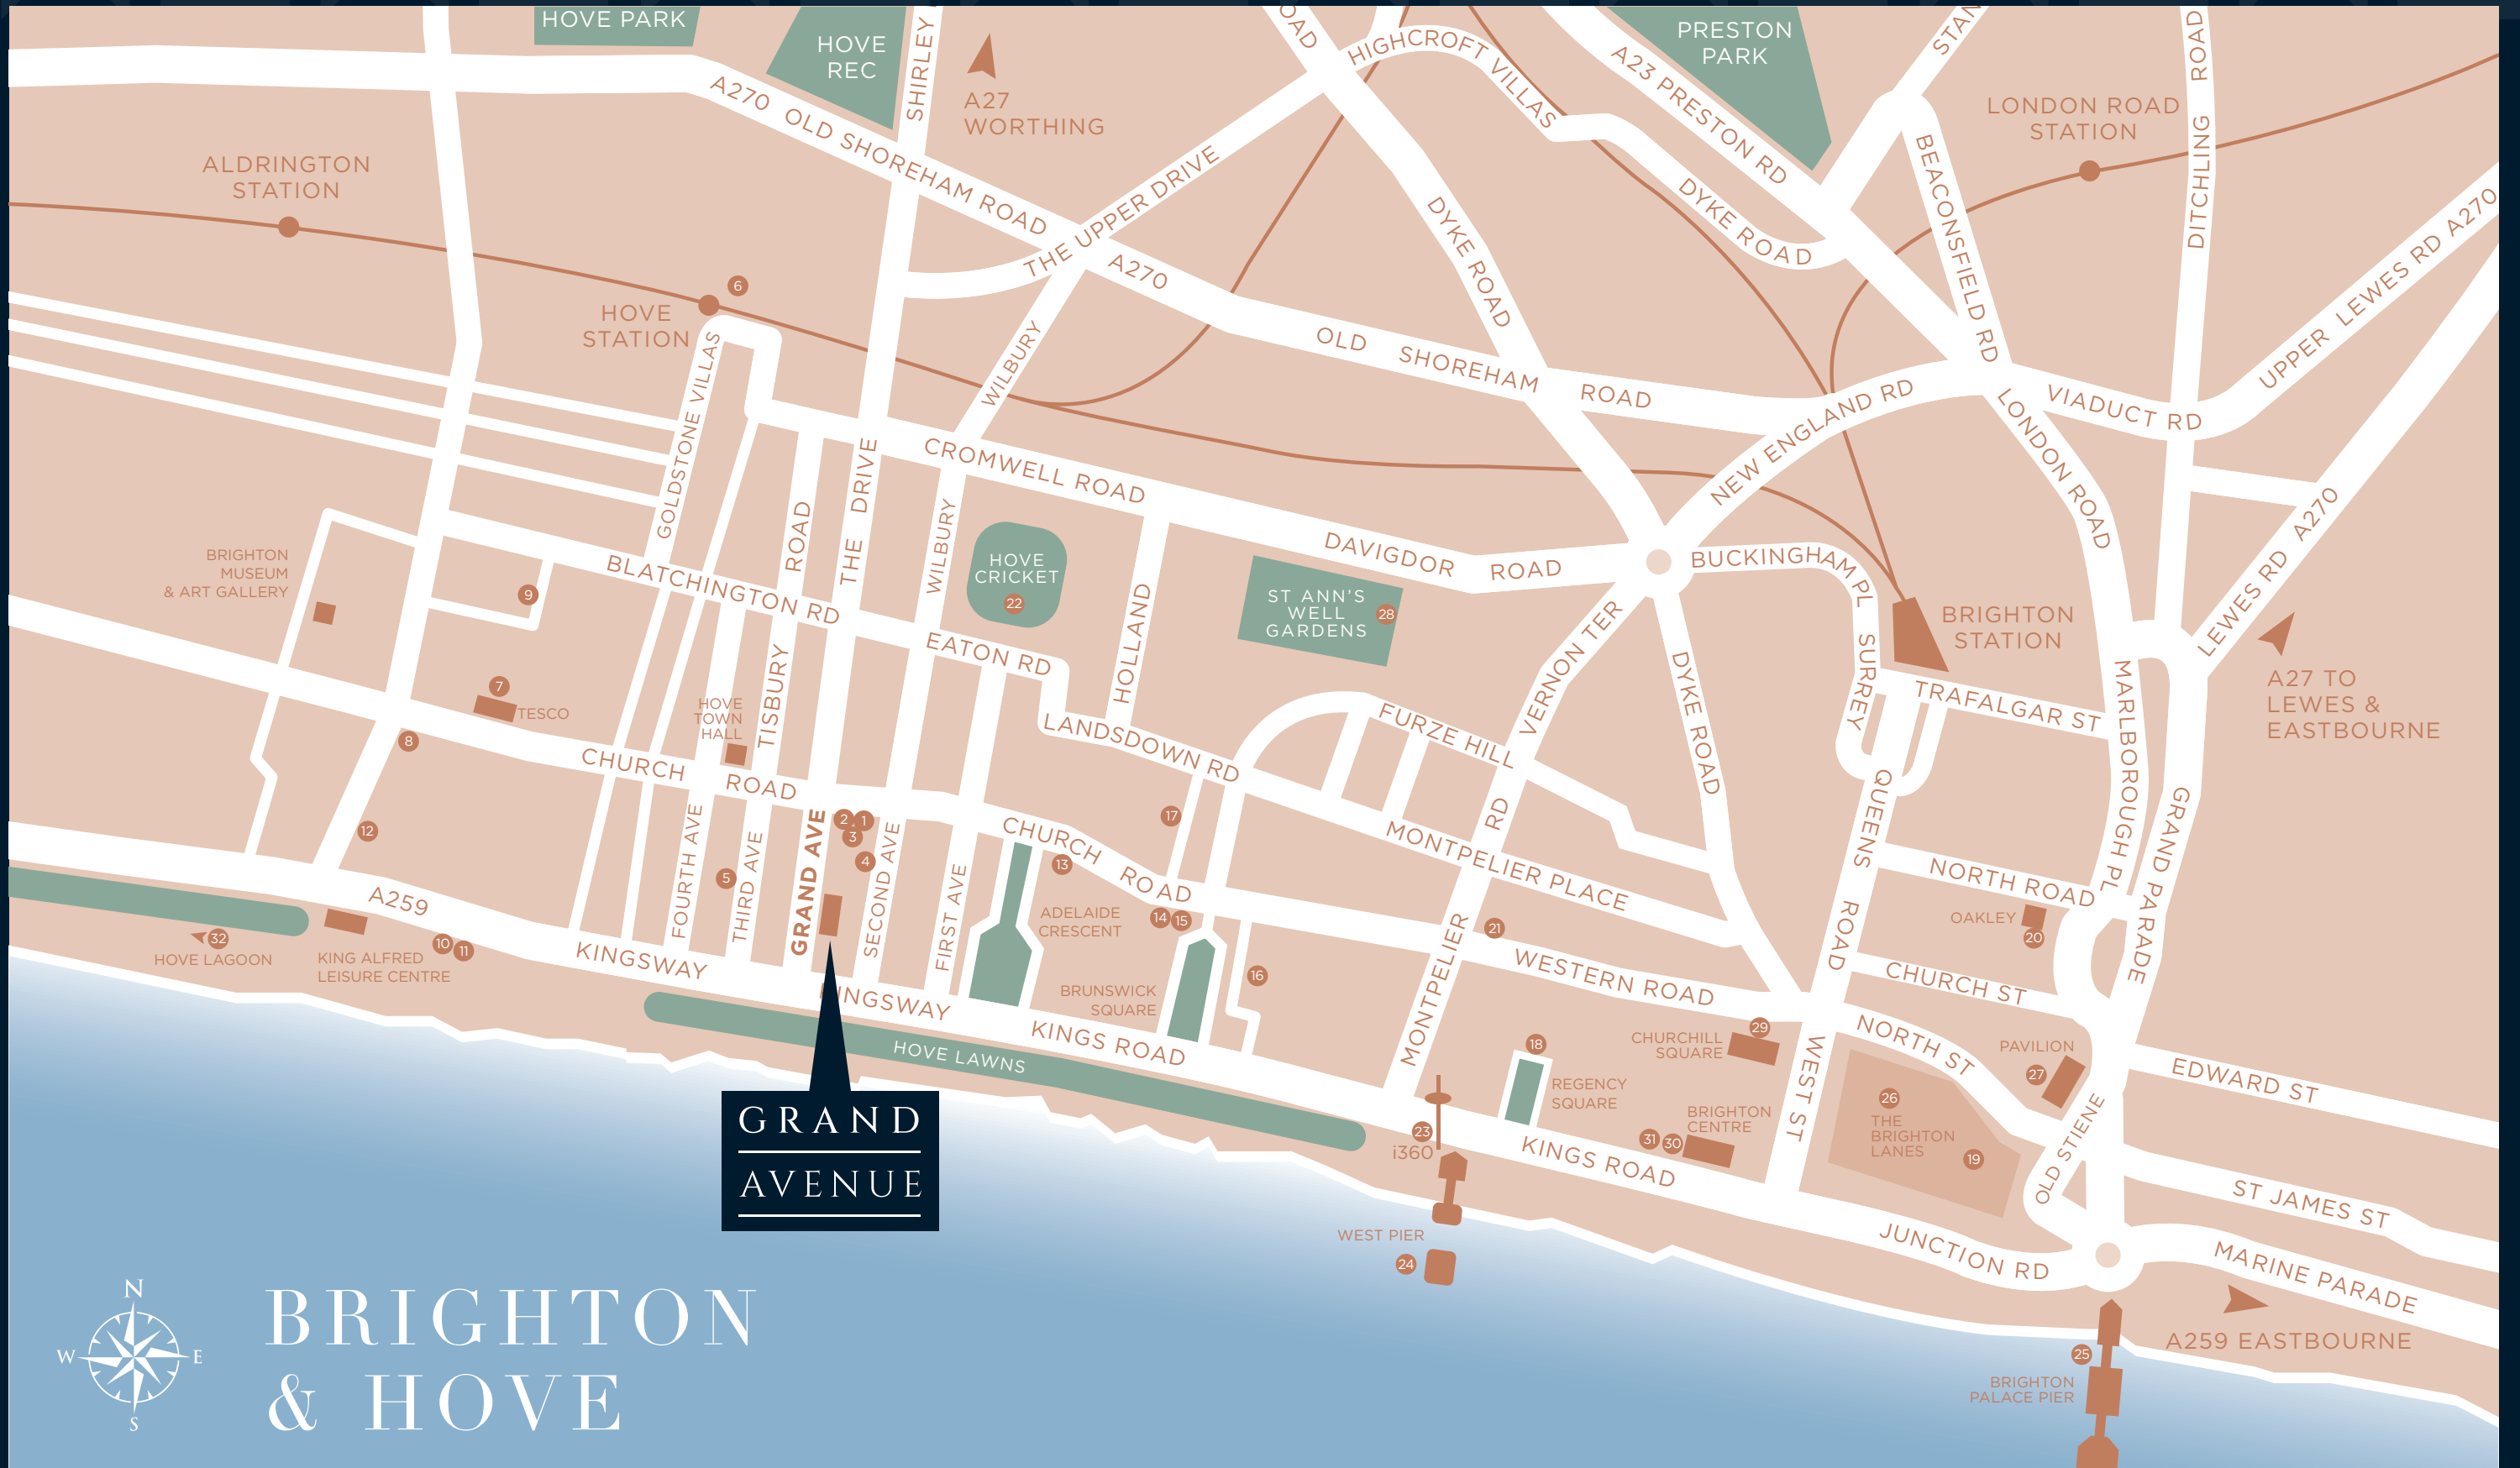 HOVE PARK
HOVE
REC
SHIRLEY
A27
WORTHING
OAD
HIGHCROFT VILLAS
A23 PRESTON RD
PRESTON
PARK
STAN
DITCHLING ROAD
LONDON ROAD
STATION
A270 OLD SHOREHAM ROAD
ALDRINGTON
STATION
THE UPPER DRIVE
A270
DYKE ROAD
DYKE ROAD
BEACONSFIELD RD
UPPER LEWES RD A270
6
HOVE
STATION
WILBURY
OLD SHOREHAM ROAD
NEW ENGLAND RD
VIADUCT RD
LONDON ROAD
GOLDSTONE VILLAS
CROMWELL ROAD
THE DRIVE
TISBURY ROAD
WILBURY
BLATCHINGTON RD
BRIGHTON
MUSEUM
& ART GALLERY
9
HOVE
CRICKET
22
HOLLAND
DAVIGDOR ROAD
ST ANN'S
WELL
GARDENS
28
BUCKINGHAM PL
BRIGHTON
STATION
LEWES RD A270
A27 TO
LEWES &
EASTBOURNE
EATON RD
VERNON TER
DYKE ROAD
SURREY
TRAFALGAR ST
MARLBOROUGH PL
7
TESCO
8
HOVE
TOWN
HALL
LANDSDOWN RD
FURZE HILL
CHURCH ROAD
QUEENS ROAD
GRAND PARADE
12
FOURTH AVE
5
THIRD AVE
GRAND AVE
2
1
3
4
SECOND AVE
FIRST AVE
CHURCH ROAD
13
17
MONTPELIER PLACE
MONTPELIER RD
NORTH ROAD
OAKLEY
20
A259
ADELAIDE
CRESCENT
14
15
21
WESTERN ROAD
CHURCH ST
32
HOVE LAGOON
KING ALFRED
LEISURE CENTRE
10
11
KINGSWAY
INGSWAY
BRUNSWICK
SQUARE
16
KINGS ROAD
HOVE LAWNS
18
REGENCY
SQUARE
CHURCHILL
SQUARE
29
WEST ST
NORTH ST
PAVILION
27
EDWARD ST
GRAND
AVENUE
23
i360
KINGS ROAD
31
30
BRIGHTON
CENTRE
26
THE
BRIGHTON
LANES
19
OLD STIENE
ST JAMES ST
WEST PIER
24
JUNCTION RD
MARINE PARADE
A259 EASTBOURNE
25
BRIGHTON
PALACE PIER
N
W
E
S
BRIGHTON
& HOVE